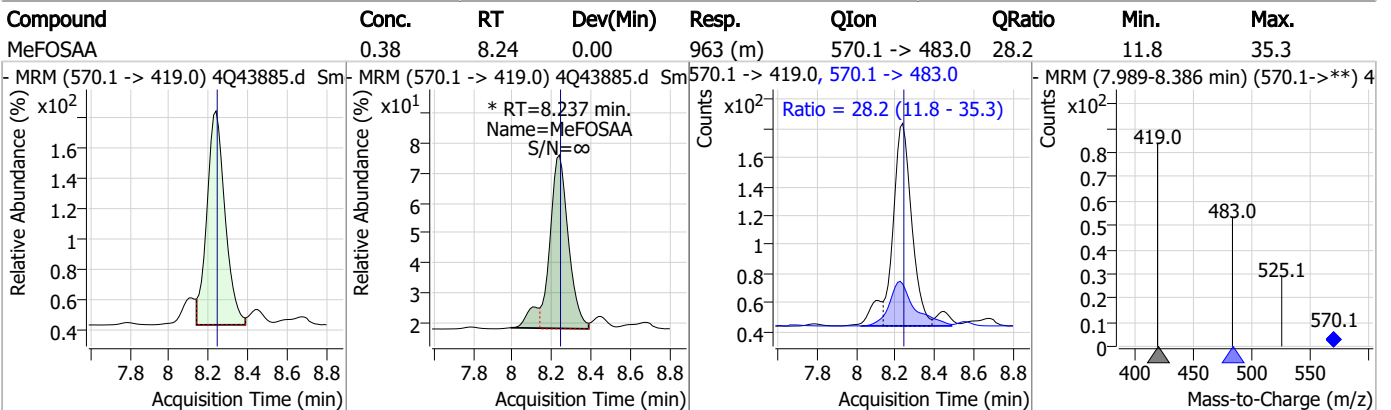 Compound Conc. RT Dev(Min) Resp. QIon QRatio Min. Max.
MeFOSAA 0.38 8.24 0.00 963 (m) 570.1 -> 483.0 28.2 11.8 35.3
- MRM (570.1 -> 419.0) 4Q43885.d Sm
x10²
Relative Abundance (%)
1.6
1.4
1.2
1
0.8
0.6
0.4
7.8 8 8.2 8.4 8.6 8.8
Acquisition Time (min)
- MRM (570.1 -> 419.0) 4Q43885.d Sm
x10¹
* RT=8.237 min.
Name=MeFOSAA
S/N=∞
Relative Abundance (%)
8
7
6
5
4
3
2
7.8 8 8.2 8.4 8.6 8.8
Acquisition Time (min)
570.1 -> 419.0, 570.1 -> 483.0
x10²
Ratio = 28.2 (11.8 - 35.3)
Counts
1.6
1.4
1.2
1
0.8
0.6
0.4
7.8 8 8.2 8.4 8.6 8.8
Acquisition Time (min)
- MRM (7.989-8.386 min) (570.1->**) 4
x10²
Counts
0.8
0.7
0.6
0.5
0.4
0.3
0.2
0.1
0
419.0
483.0
525.1
570.1
400 450 500 550
Mass-to-Charge (m/z)